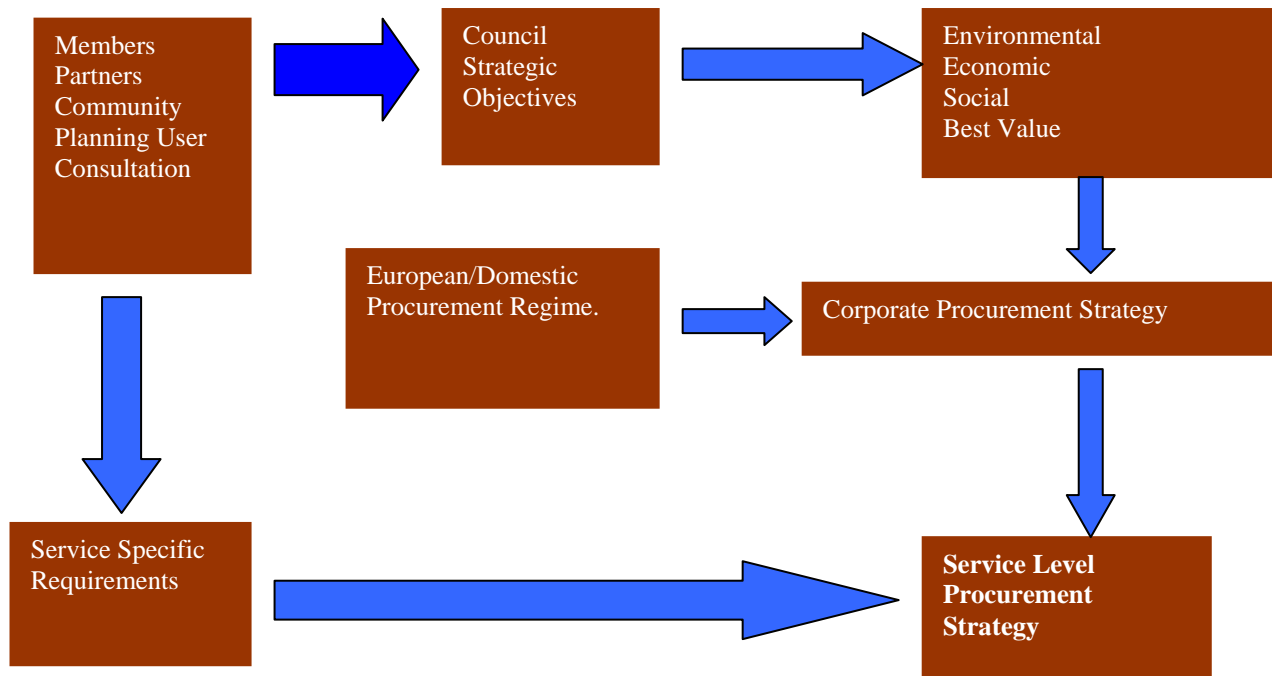 Members
Partners
Community
Planning User
Consultation
Council
Strategic
Objectives
Environmental
Economic
Social
Best Value
European/Domestic
Procurement Regime.
Corporate Procurement Strategy
Service Specific
Requirements
Service Level
Procurement
Strategy